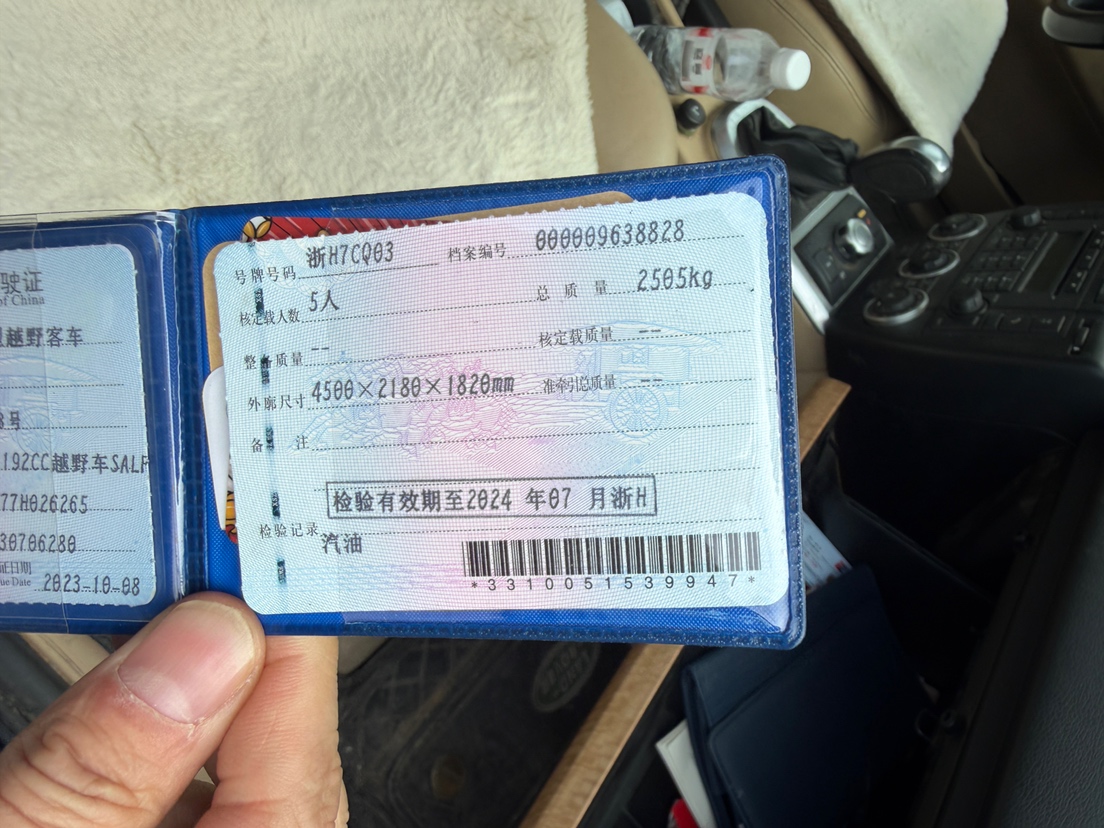 驶证
of China
越野客车
号
192CC越野车SALF
77H026265
30706280
证日期
ue Date 2023-10-08
号牌号码 浙H7CQ03 档案编号 000009638828
核定载人数 5人 总 质 量 2505kg
整备质量 -- 核定载质量 --
外廓尺寸 4500×2180×1820mm 准牵引总质量 --
备 注
检验有效期至2024 年07 月浙H
检验记录
汽油
*3310051539947*